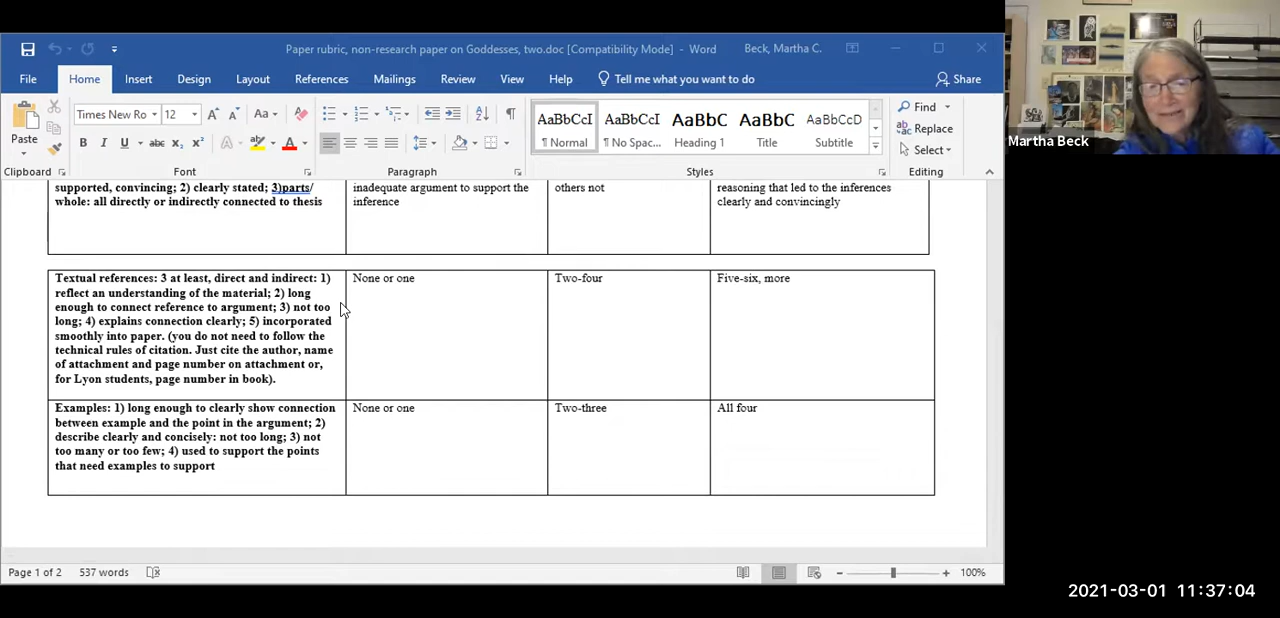 Paper rubric, non-research paper on Goddesses, two.doc [Compatibility Mode] - Word
Beck, Martha C.
File Home Insert Design Layout References Mailings Review View Help Tell me what you want to do Share
Paste
Times New Ro 12
Aa
B I U abc X₂ X²
A
AaBbCcI AaBbCcI AaBbC AaBbC AaBbCcD
¶ Normal ¶ No Spac... Heading 1 Title Subtitle
Find
Replace
Select
Clipboard Font Paragraph Styles Editing
Martha Beck
supported, convincing; 2) clearly stated; 3)parts/
whole: all directly or indirectly connected to thesis
inadequate argument to support the
inference
others not
reasoning that led to the inferences
clearly and convincingly
Textual references: 3 at least, direct and indirect: 1)
reflect an understanding of the material; 2) long
enough to connect reference to argument; 3) not too
long; 4) explains connection clearly; 5) incorporated
smoothly into paper. (you do not need to follow the
technical rules of citation. Just cite the author, name
of attachment and page number on attachment or,
for Lyon students, page number in book).
None or one
Two-four
Five-six, more
Examples: 1) long enough to clearly show connection
between example and the point in the argument; 2)
describe clearly and concisely: not too long; 3) not
too many or too few; 4) used to support the points
that need examples to support
None or one
Two-three
All four
Page 1 of 2 537 words
100%
2021-03-01 11:37:04